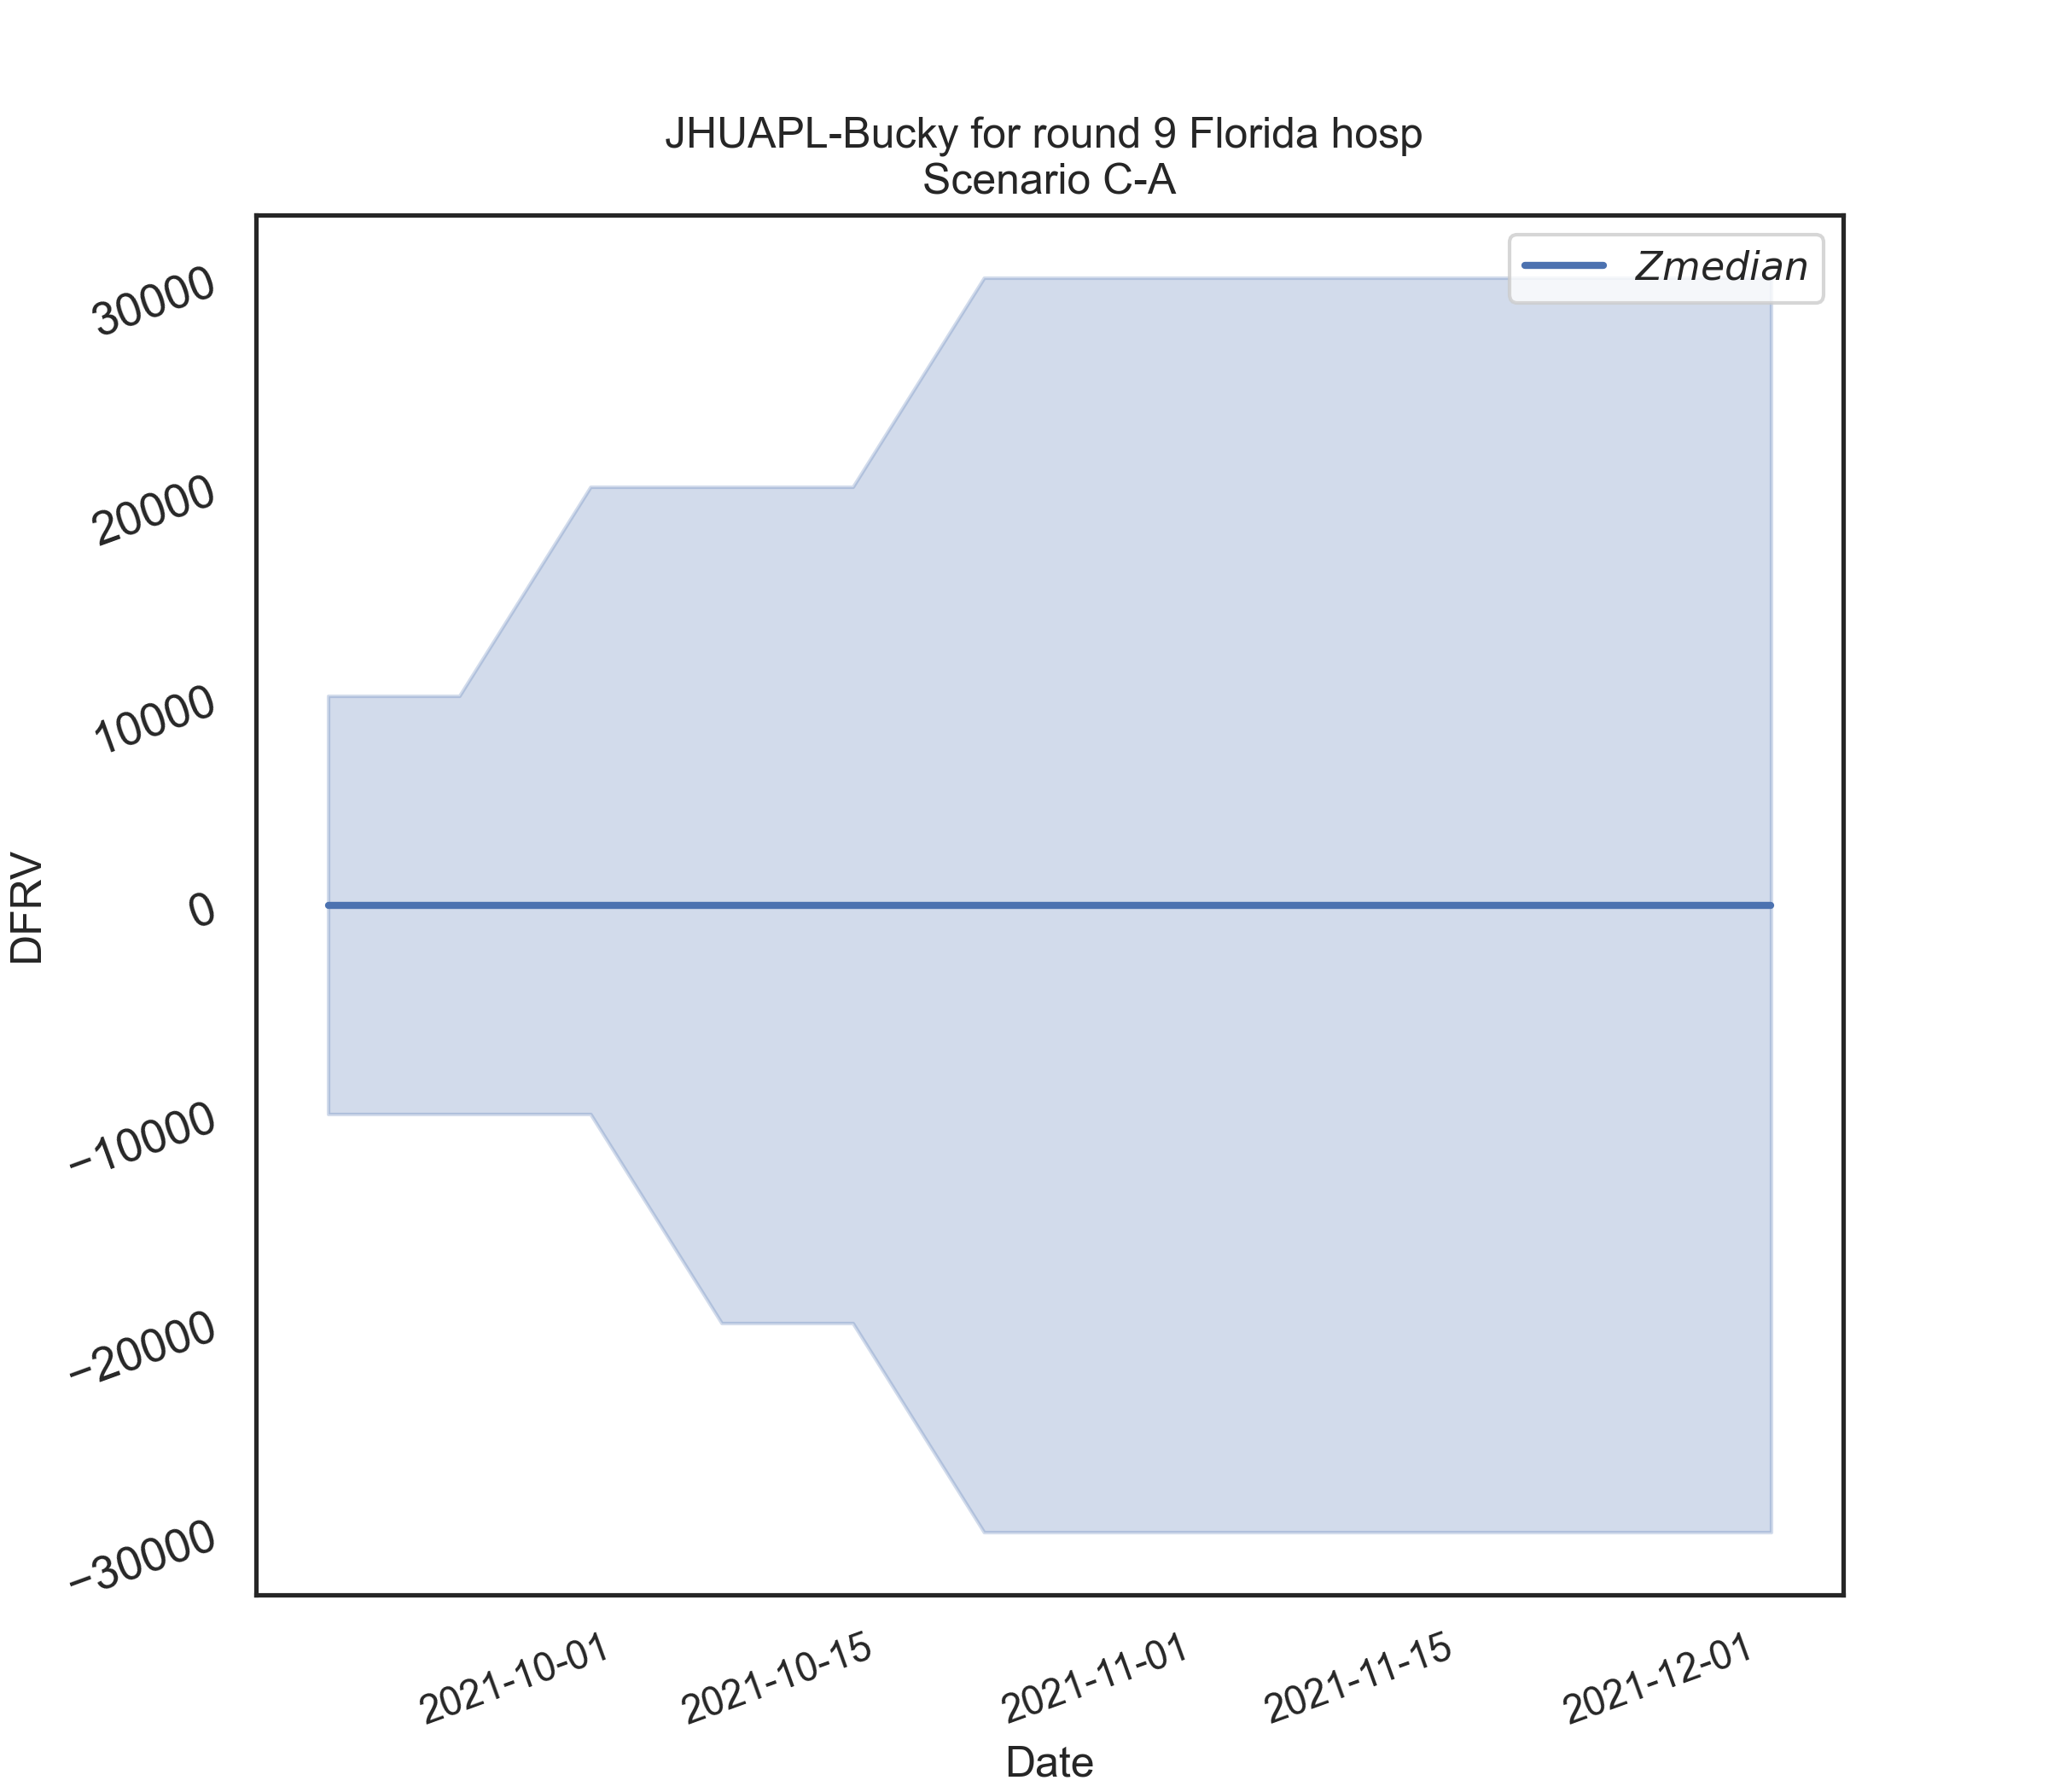 JHUAPL-Bucky for round 9 Florida hosp
Scenario C-A
Zmedian
30000
20000
10000
0
−10000
−20000
−30000
DFRV
2021-10-01
2021-10-15
2021-11-01
2021-11-15
2021-12-01
Date